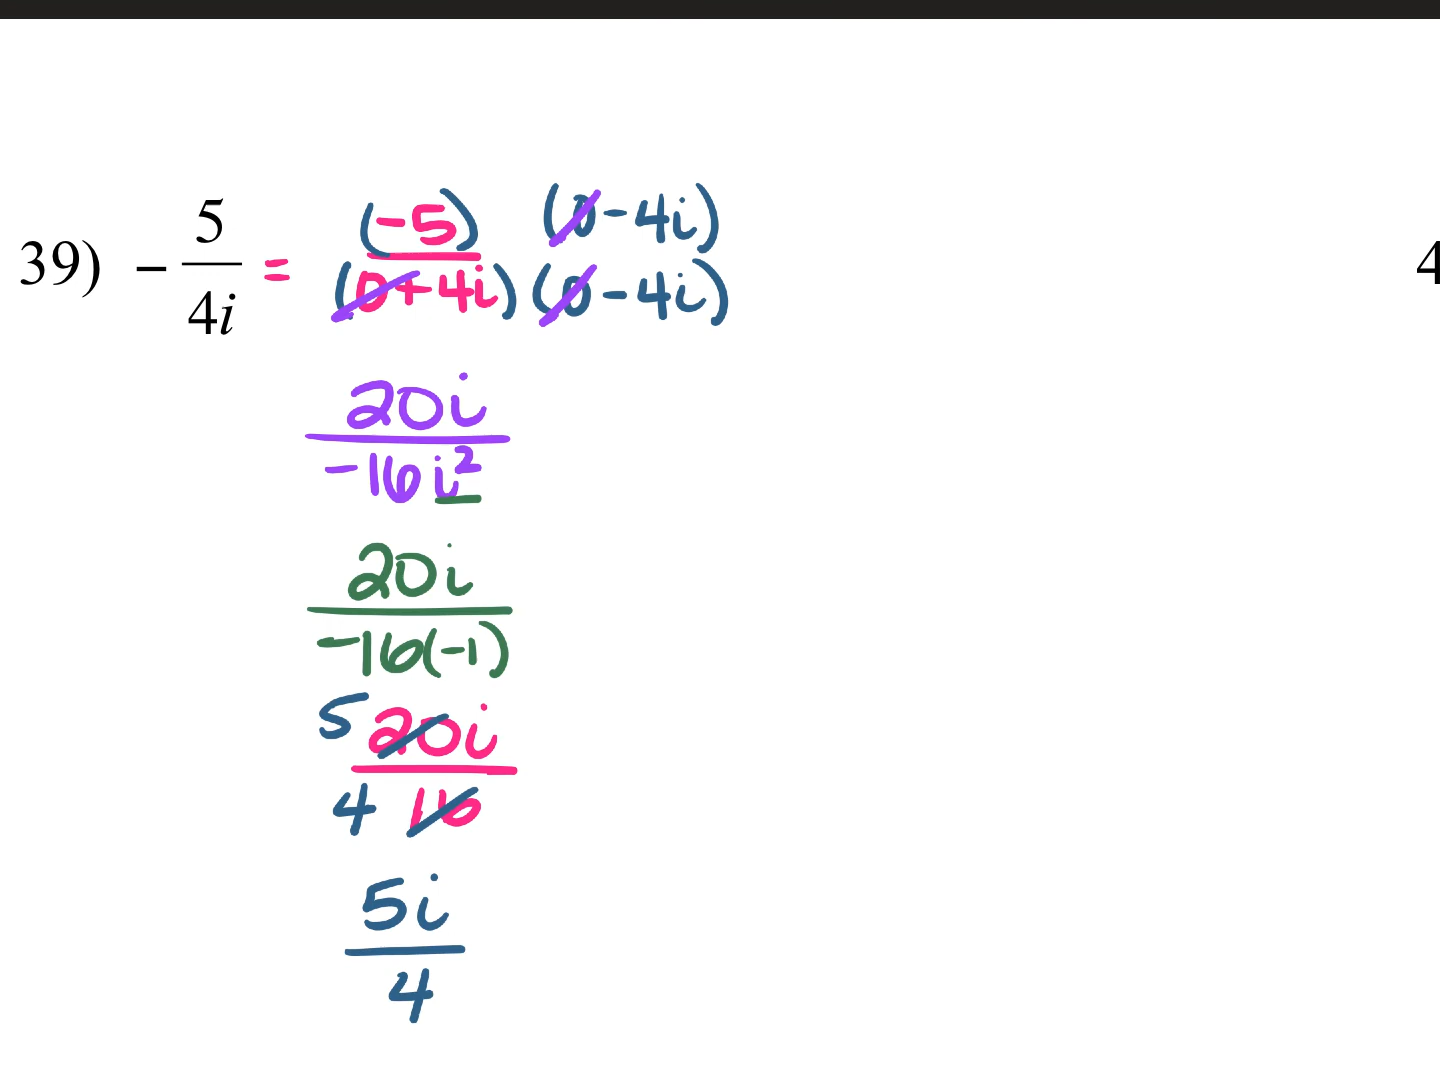 39) - 5/4i = (-5)(0-4i)/(0+4i)(0-4i)
20i
-16i²
20i
-16(-1)
5 20i
4 16
5i
4
4